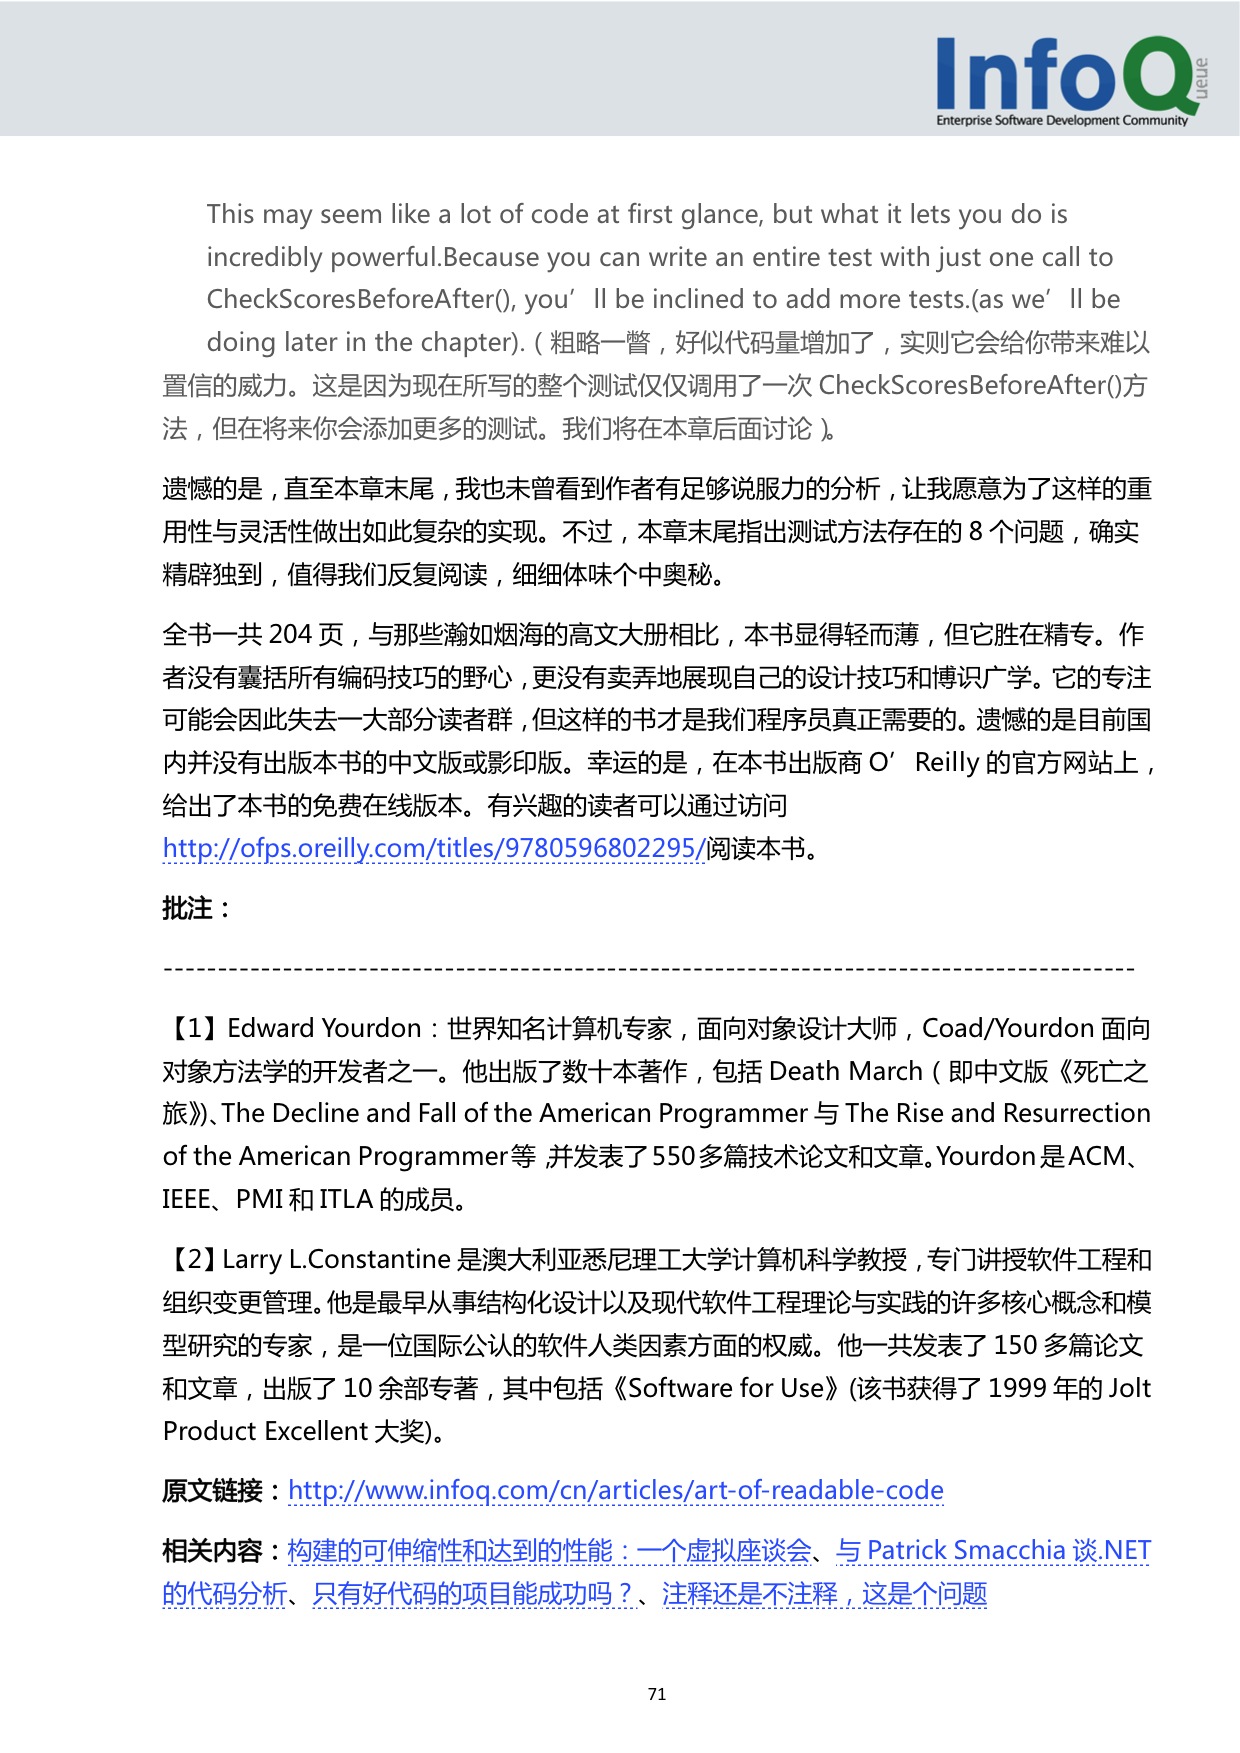 InfoQ
ueue
Enterprise Software Development Community
This may seem like a lot of code at first glance, but what it lets you do is
incredibly powerful.Because you can write an entire test with just one call to
CheckScoresBeforeAfter(), you’ll be inclined to add more tests.(as we’ll be
doing later in the chapter).（粗略一瞥，好似代码量增加了，实则它会给你带来难以
置信的威力。这是因为现在所写的整个测试仅仅调用了一次 CheckScoresBeforeAfter()方
法，但在将来你会添加更多的测试。我们将在本章后面讨论）。
遗憾的是，直至本章末尾，我也未曾看到作者有足够说服力的分析，让我愿意为了这样的重
用性与灵活性做出如此复杂的实现。不过，本章末尾指出测试方法存在的 8 个问题，确实
精辟独到，值得我们反复阅读，细细体味个中奥秘。
全书一共 204 页，与那些瀚如烟海的高文大册相比，本书显得轻而薄，但它胜在精专。作
者没有囊括所有编码技巧的野心，更没有卖弄地展现自己的设计技巧和博识广学。它的专注
可能会因此失去一大部分读者群，但这样的书才是我们程序员真正需要的。遗憾的是目前国
内并没有出版本书的中文版或影印版。幸运的是，在本书出版商 O’Reilly 的官方网站上，
给出了本书的免费在线版本。有兴趣的读者可以通过访问
http://ofps.oreilly.com/titles/9780596802295/阅读本书。
批注：
-----------------------------------------------------------------------------------------
【1】Edward Yourdon：世界知名计算机专家，面向对象设计大师，Coad/Yourdon 面向
对象方法学的开发者之一。他出版了数十本著作，包括 Death March（即中文版《死亡之
旅》）、The Decline and Fall of the American Programmer 与 The Rise and Resurrection
of the American Programmer 等，并发表了 550 多篇技术论文和文章。Yourdon 是 ACM、
IEEE、PMI 和 ITLA 的成员。
【2】Larry L.Constantine 是澳大利亚悉尼理工大学计算机科学教授，专门讲授软件工程和
组织变更管理。他是最早从事结构化设计以及现代软件工程理论与实践的许多核心概念和模
型研究的专家，是一位国际公认的软件人类因素方面的权威。他一共发表了 150 多篇论文
和文章，出版了 10 余部专著，其中包括《Software for Use》(该书获得了 1999 年的 Jolt
Product Excellent 大奖)。
原文链接：http://www.infoq.com/cn/articles/art-of-readable-code
相关内容：构建的可伸缩性和达到的性能：一个虚拟座谈会、与 Patrick Smacchia 谈.NET
的代码分析、只有好代码的项目能成功吗？、注释还是不注释，这是个问题
71